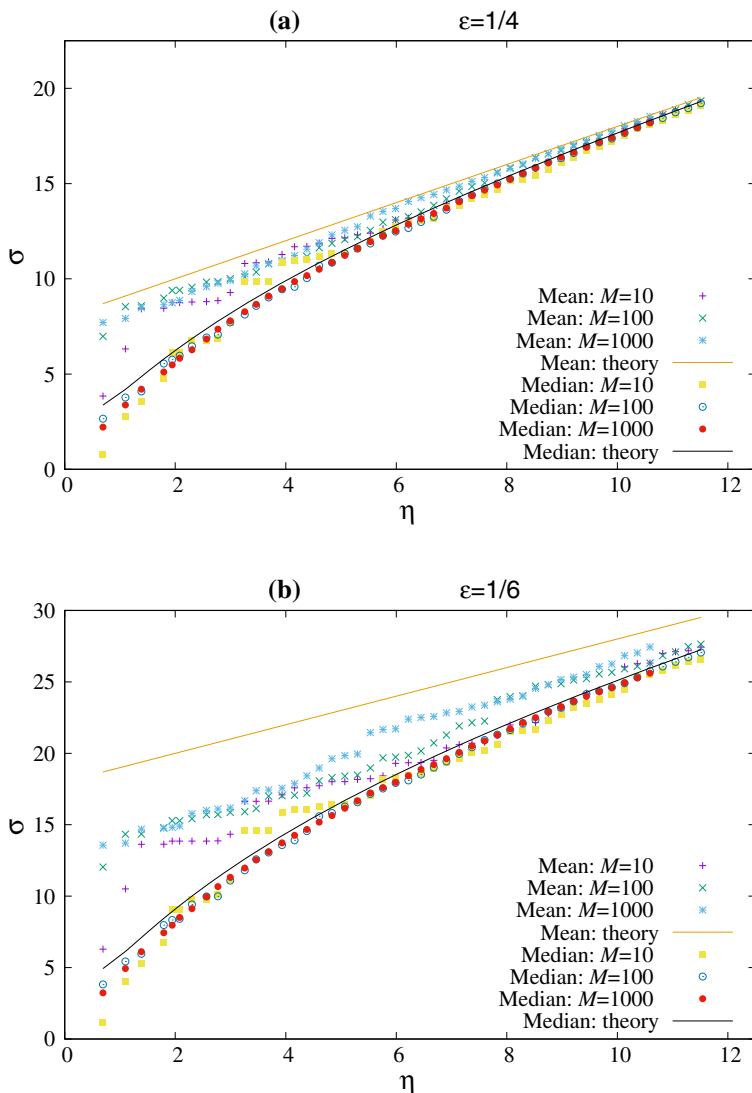 (a) ε=1/4
20
15
10
5
0
σ
0 2 4 6 8 10 12
η
Mean: M=10
Mean: M=100
Mean: M=1000
Mean: theory
Median: M=10
Median: M=100
Median: M=1000
Median: theory
(b) ε=1/6
30
25
20
15
10
5
0
σ
0 2 4 6 8 10 12
η
Mean: M=10
Mean: M=100
Mean: M=1000
Mean: theory
Median: M=10
Median: M=100
Median: M=1000
Median: theory